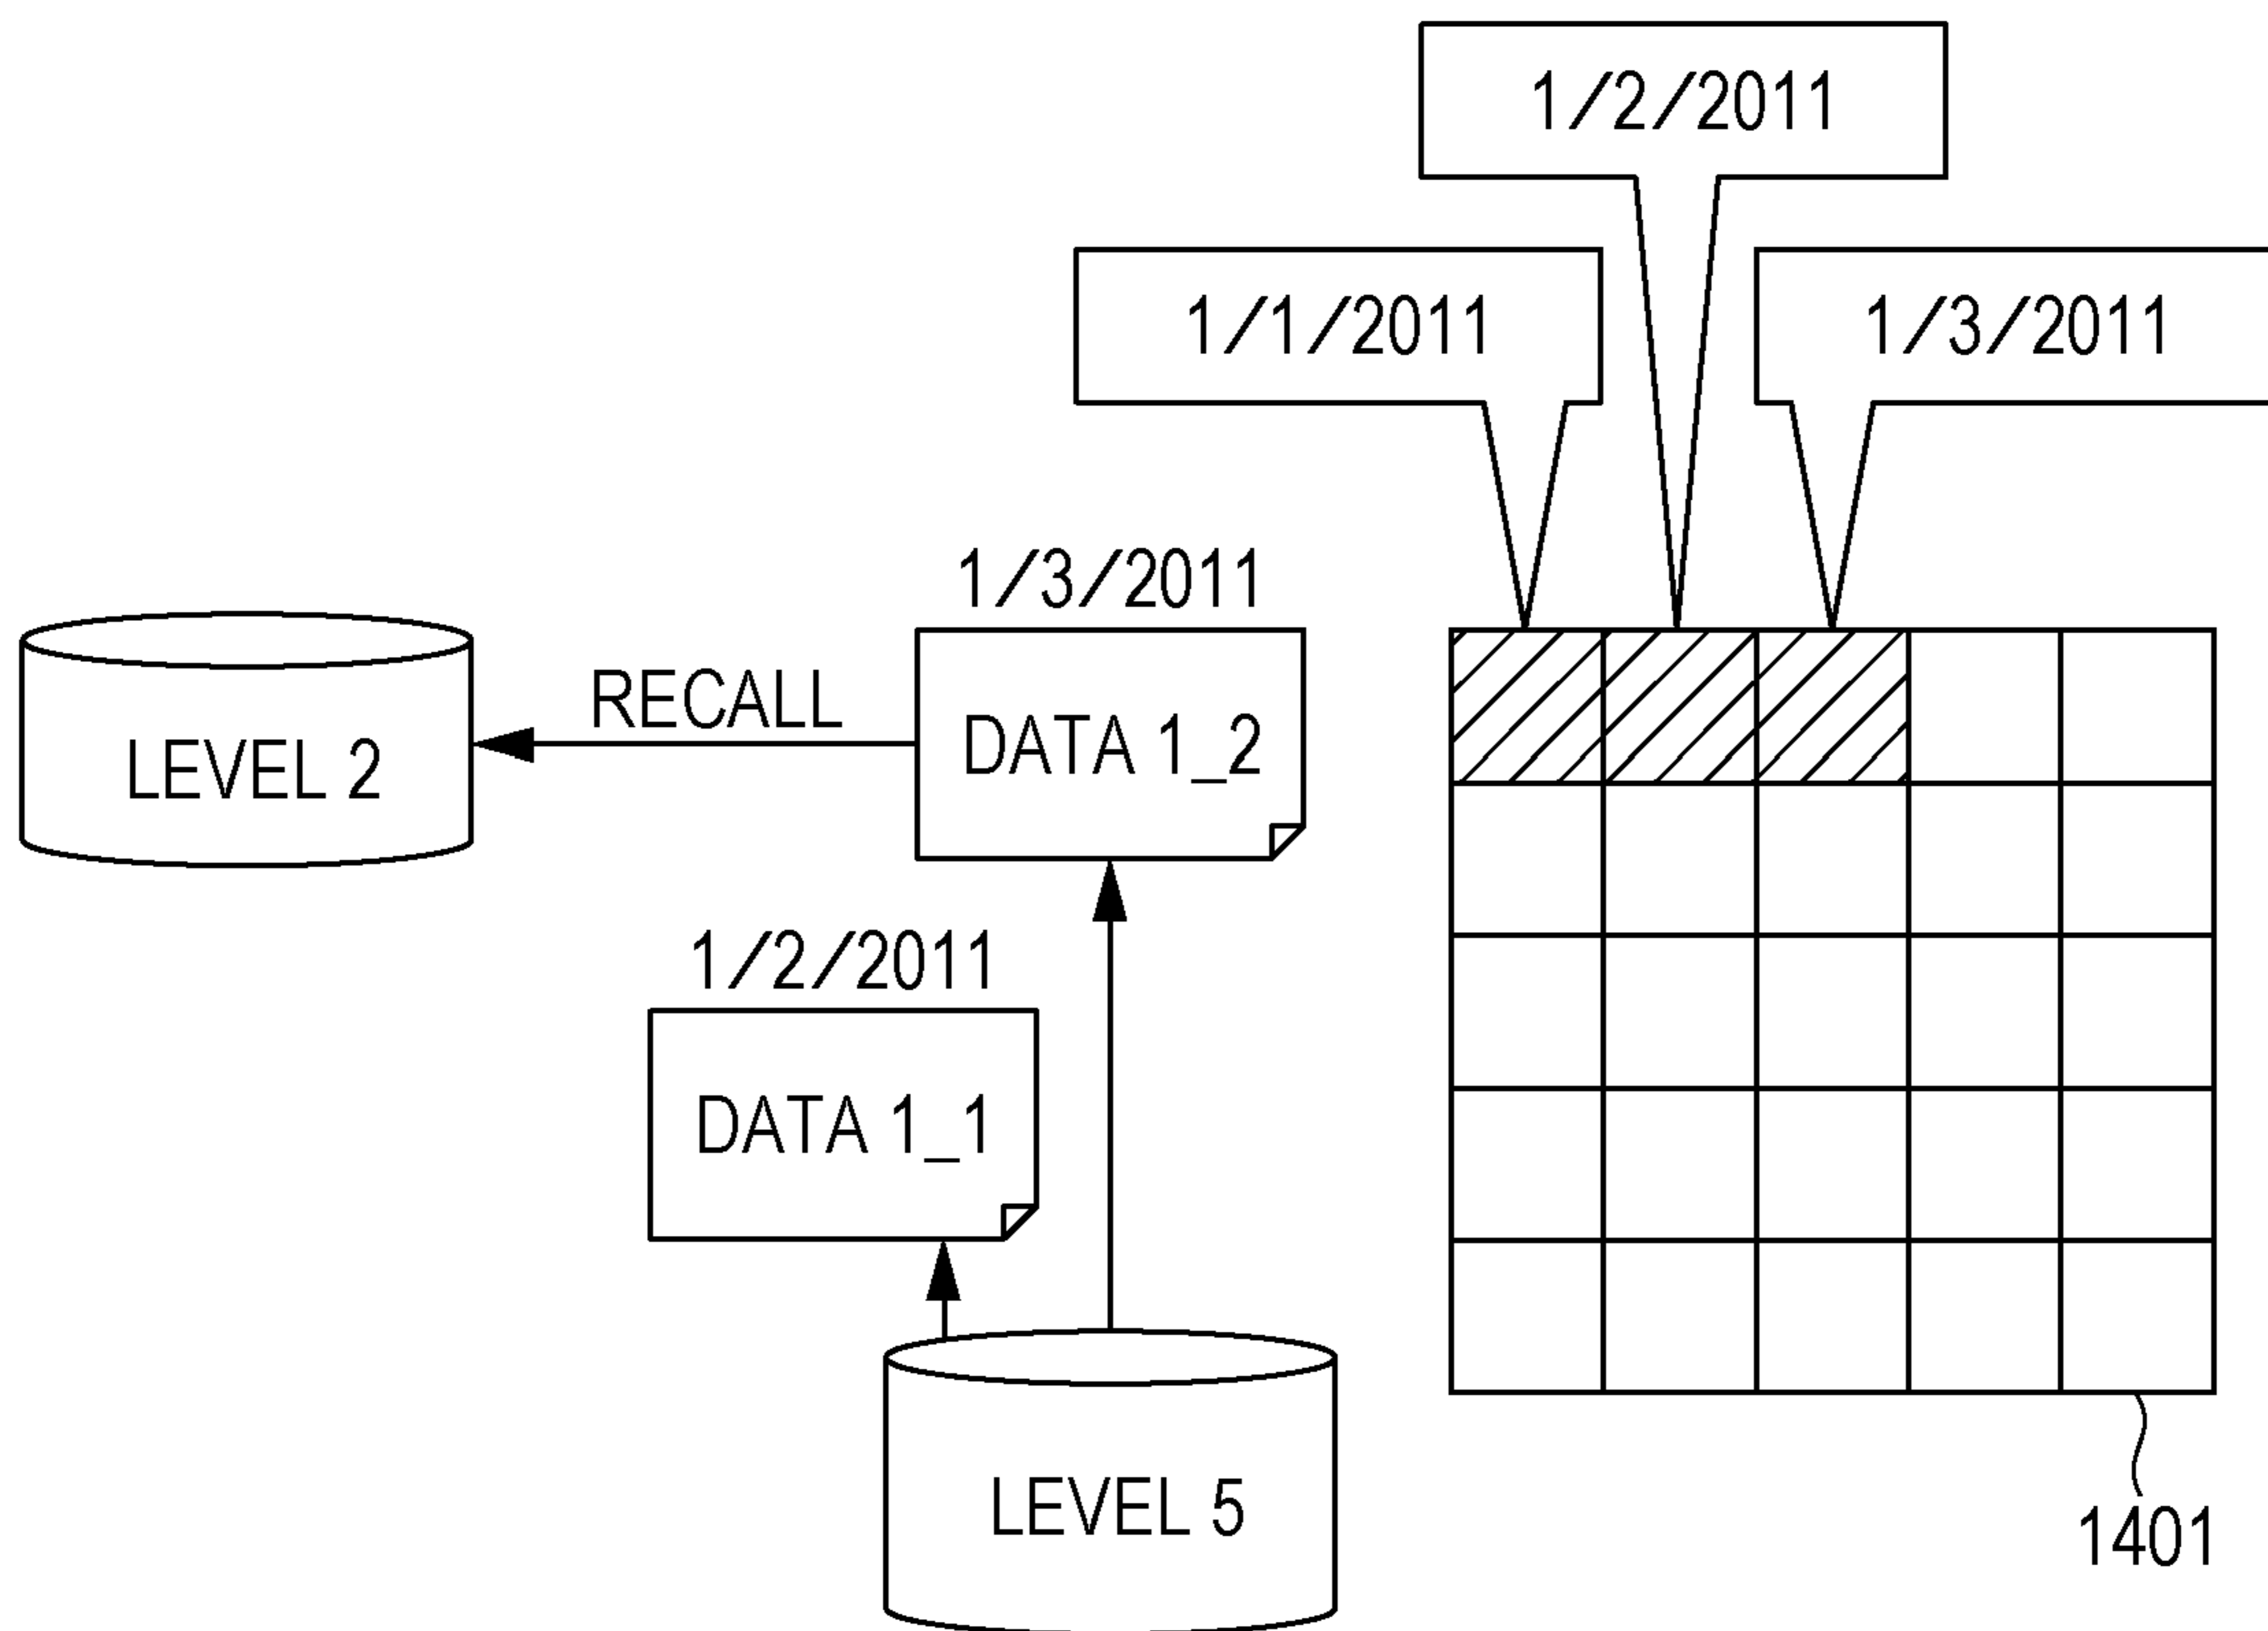 1/2/2011
1/1/2011
1/3/2011
1/3/2011
RECALL
DATA 1_2
LEVEL 2
1/2/2011
DATA 1_1
LEVEL 5
1401